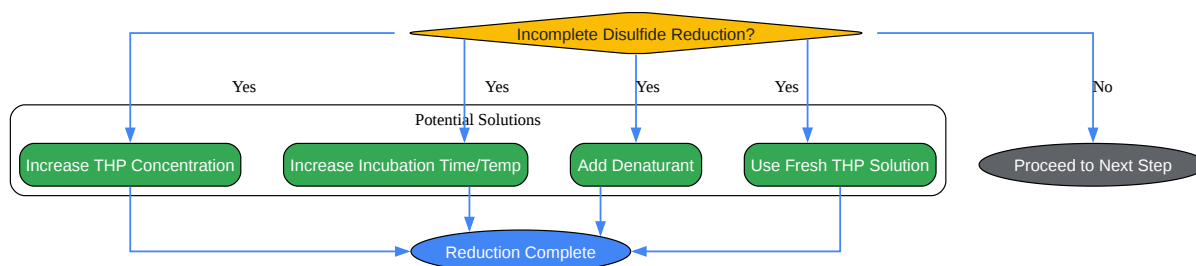 Incomplete Disulfide Reduction?
Yes
Yes
Yes
Yes
No
Potential Solutions
Increase THP Concentration
Increase Incubation Time/Temp
Add Denaturant
Use Fresh THP Solution
Proceed to Next Step
Reduction Complete